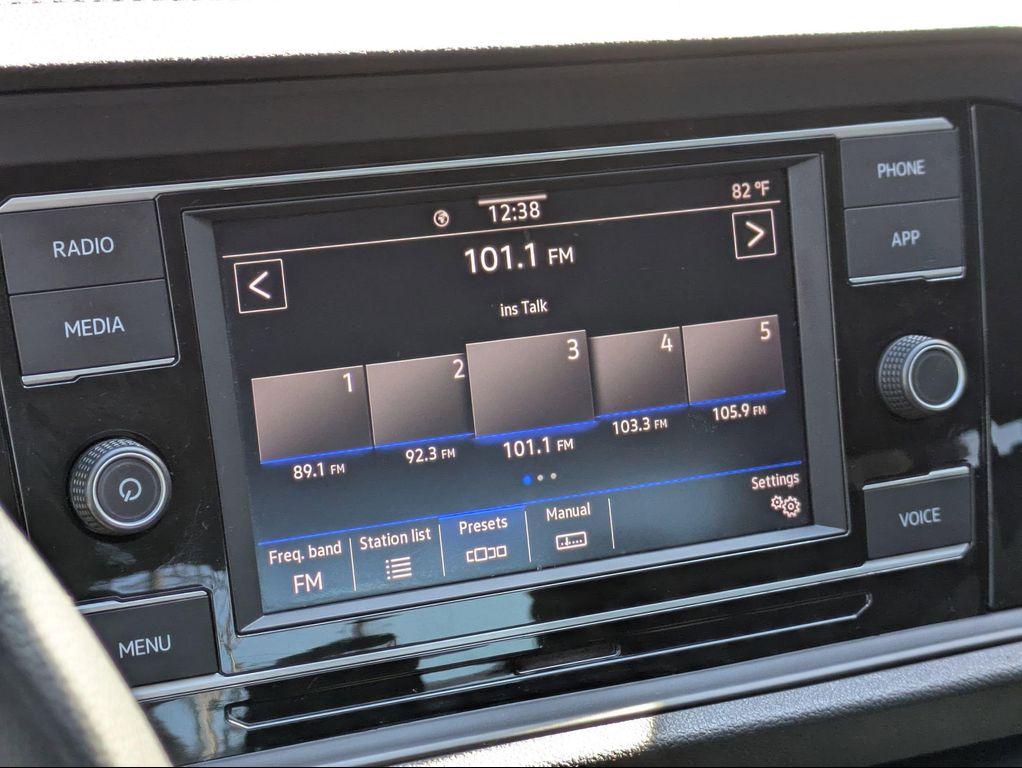 12:38
82 °F
PHONE
RADIO
<
101.1 FM
>
APP
MEDIA
ins Talk
1
2
3
4
5
89.1 FM
92.3 FM
101.1 FM
103.3 FM
105.9 FM
Freq. band
FM
Station list
Presets
Manual
Settings
VOICE
MENU